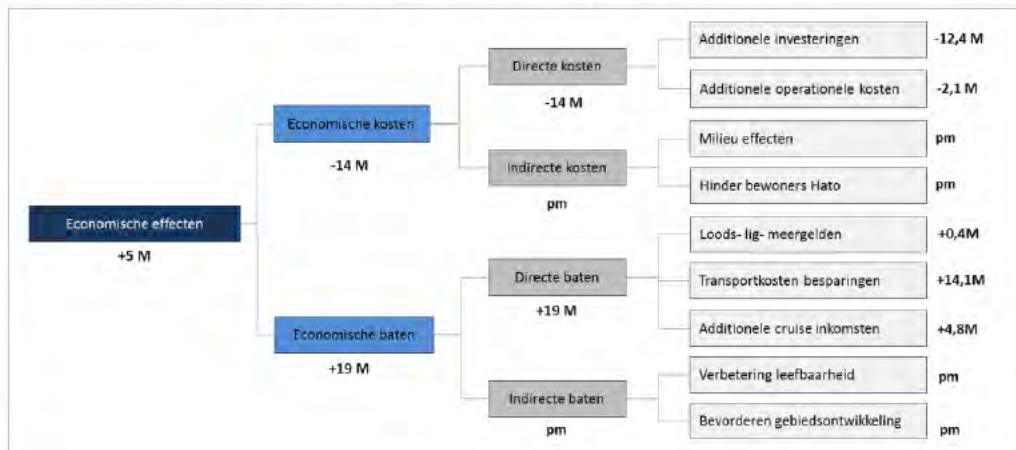 Economische effecten
+5 M
Economische kosten
-14 M
Economische baten
+19 M
Directe kosten
-14 M
Indirecte kosten
pm
Directe baten
+19 M
Indirecte baten
pm
Additionele investeringen -12,4 M
Additionele operationele kosten -2,1 M
Milieu effecten pm
Hinder bewoners Hato pm
Loods- lig- meergelden +0,4M
Transportkosten besparingen +14,1M
Additionele cruise inkomsten +4,8M
Verbetering leefbaarheid pm
Bevorderen gebiedsontwikkeling pm